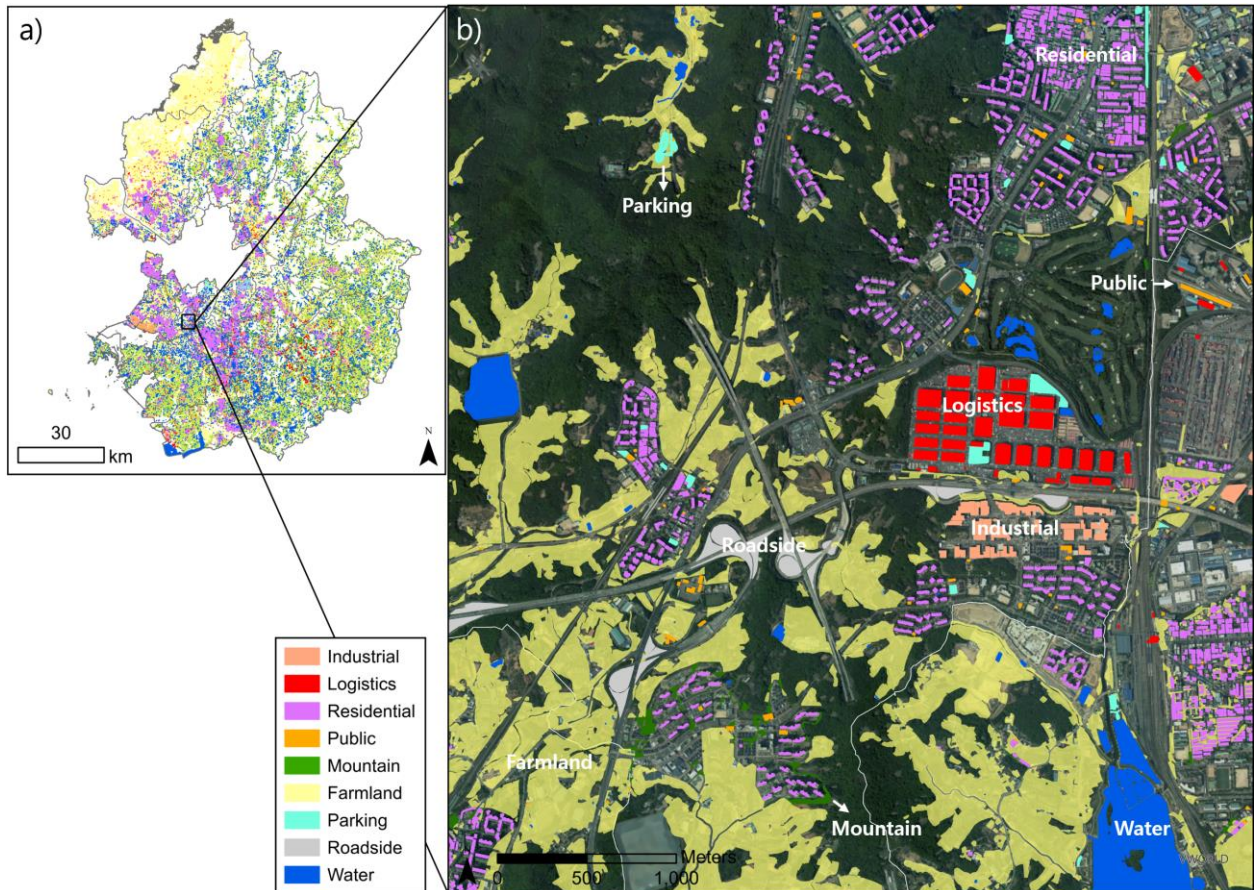 a)
30
km
N
Industrial
Logistics
Residential
Public
Mountain
Farmland
Parking
Roadside
Water
b)
Residential
Parking
Public
Logistics
Industrial
Roadside
Farmland
Mountain
Water
Meters
0 500 1,000
VWORLD